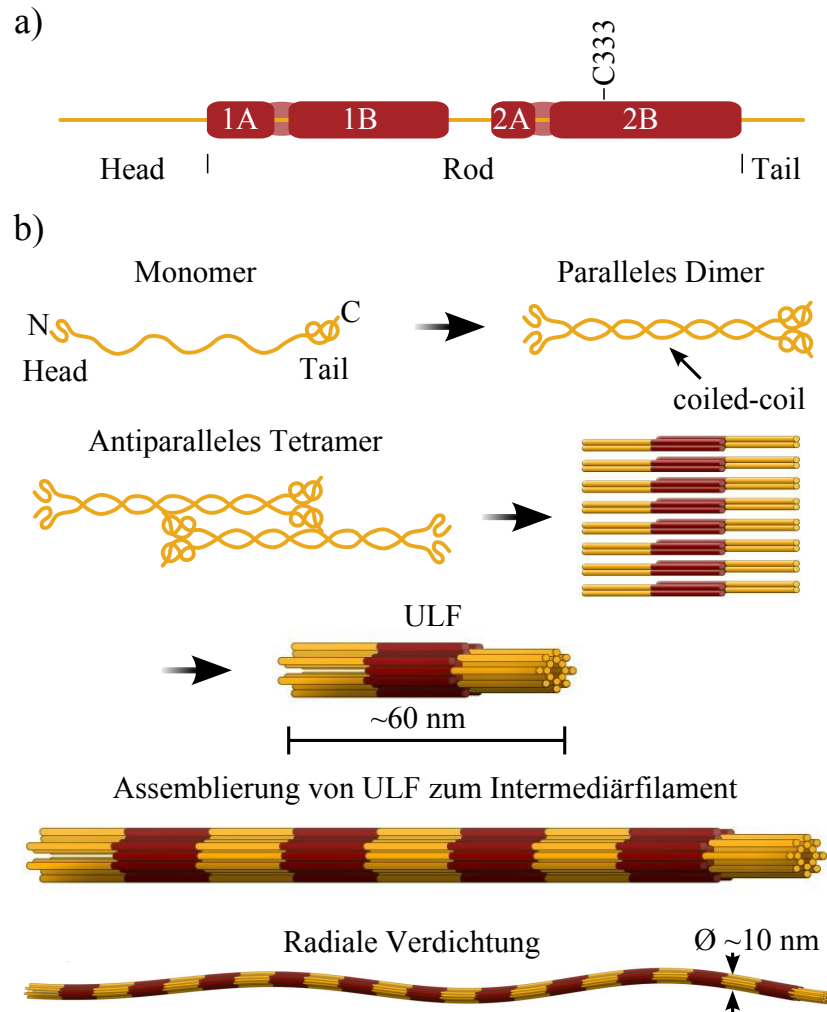 a)
C333
1A 1B 2A 2B
Head Rod Tail
b)
Monomer
Paralleles Dimer
N C
Head Tail
coiled-coil
Antiparalleles Tetramer
ULF
~60 nm
Assemblierung von ULF zum Intermediärfilament
Radiale Verdichtung
Ø ~10 nm